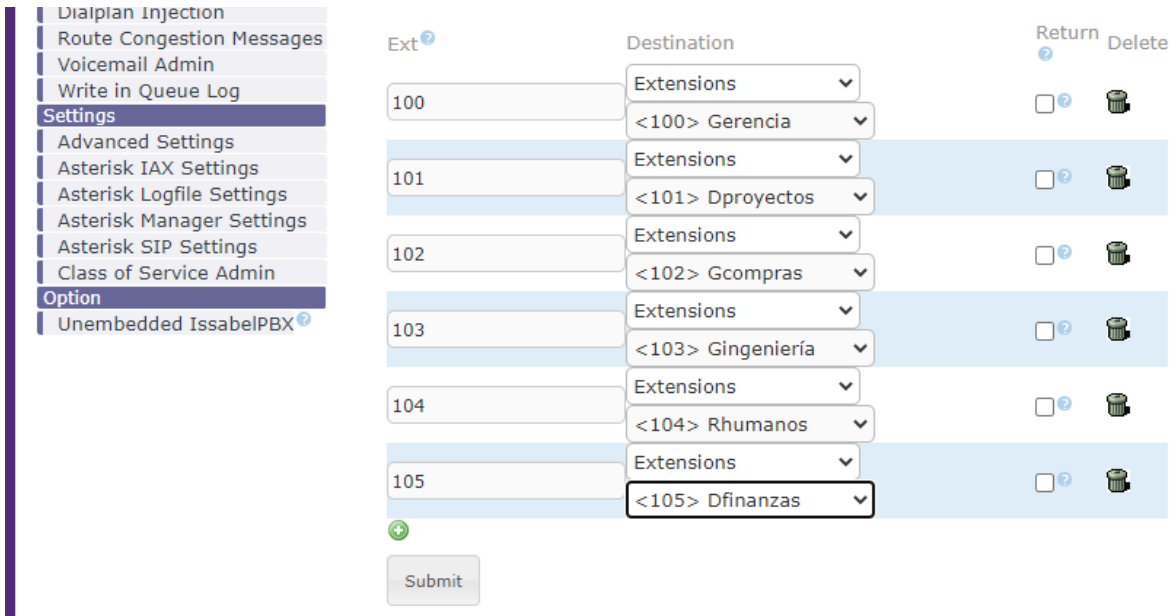 Dialplan Injection
Route Congestion Messages
Voicemail Admin
Write in Queue Log
Settings
Advanced Settings
Asterisk IAX Settings
Asterisk Logfile Settings
Asterisk Manager Settings
Asterisk SIP Settings
Class of Service Admin
Option
Unembedded IssabelPBX?
Ext? Destination Return? Delete
100 Extensions
<100> Gerencia ?
101 Extensions
<101> Dproyectos ?
102 Extensions
<102> Gcompras ?
103 Extensions
<103> Gingeniería ?
104 Extensions
<104> Rhumanos ?
105 Extensions
<105> Dfinanzas ?
Submit